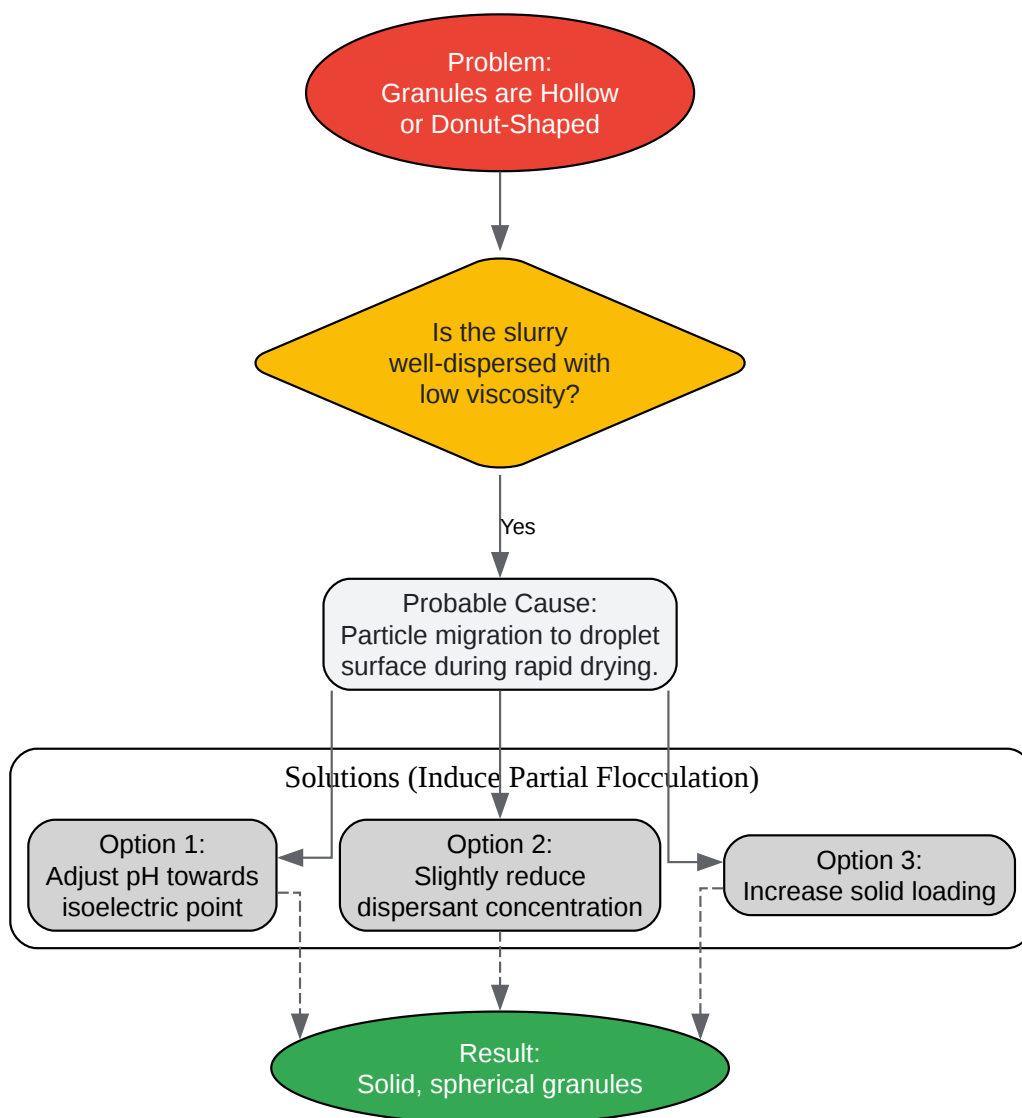 Problem:
Granules are Hollow
or Donut-Shaped
Is the slurry
well-dispersed with
low viscosity?
Yes
Probable Cause:
Particle migration to droplet
surface during rapid drying.
Solutions (Induce Partial Flocculation)
Option 1:
Adjust pH towards
isoelectric point
Option 2:
Slightly reduce
dispersant concentration
Option 3:
Increase solid loading
Result:
Solid, spherical granules